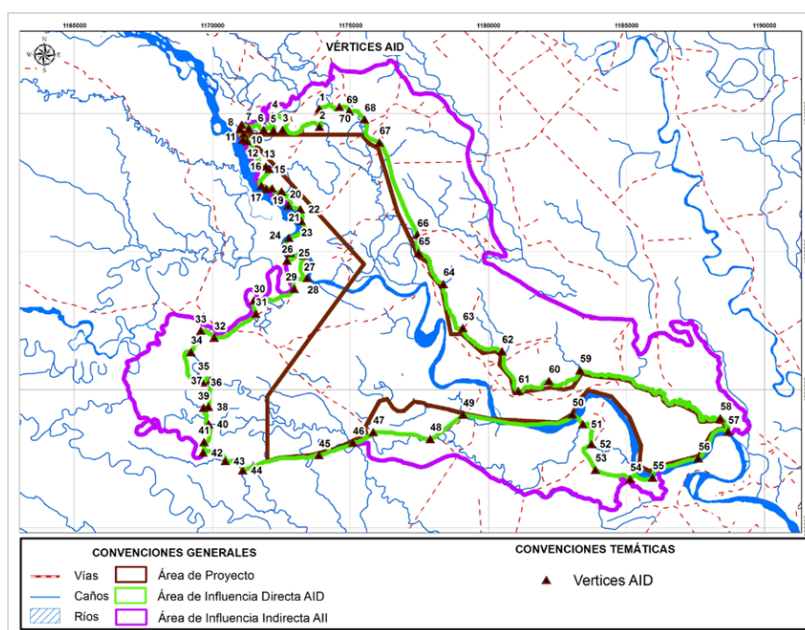 1165000 1170000 1175000 1180000 1185000 1190000
N
VÉRTICES AID
4 1 69
8 7 6 5 3 2 70 68
11 10 67
12 13
16 15
17 19 20
22
21
23 66
24
65
26 25
27 64
29
28
30
31 63
33
32
34 62
35 61 60 59
37 36
39 38 49 50 58
40 47 48 51 57
41 46
42 45 52 56
43 44 53
54 55
CONVENCIONES GENERALES
CONVENCIONES TEMÁTICAS
Vías
Área de Proyecto
Vertices AID
Caños
Área de Influencia Directa AID
Ríos
Área de Influencia Indirecta AII